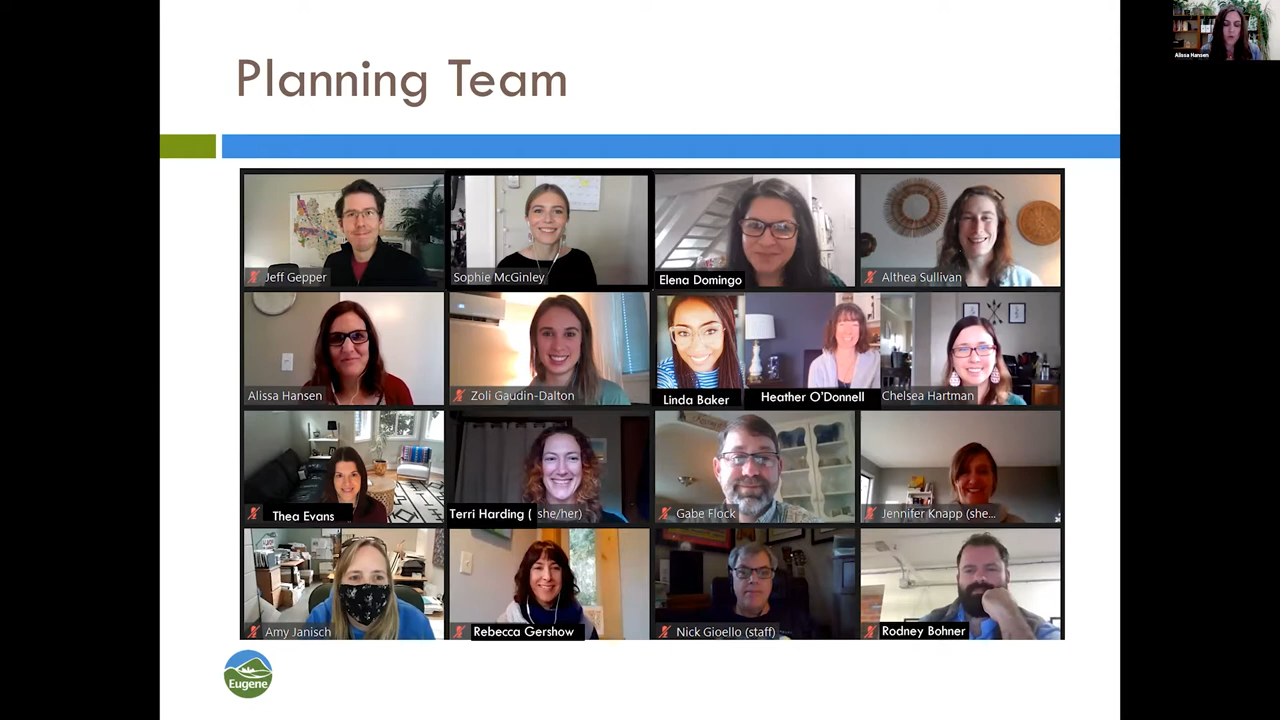 Planning Team
Alissa Hansen
Jeff Gepper
Sophie McGinley
Elena Domingo
Althea Sullivan
Alissa Hansen
Zoli Gaudin-Dalton
Linda Baker
Heather O'Donnell
Chelsea Hartman
Thea Evans
Terri Harding ( she/her)
Gabe Flock
Jennifer Knapp (she...
Amy Janisch
Rebecca Gershow
Nick Gioello (staff)
Rodney Bohner
Eugene